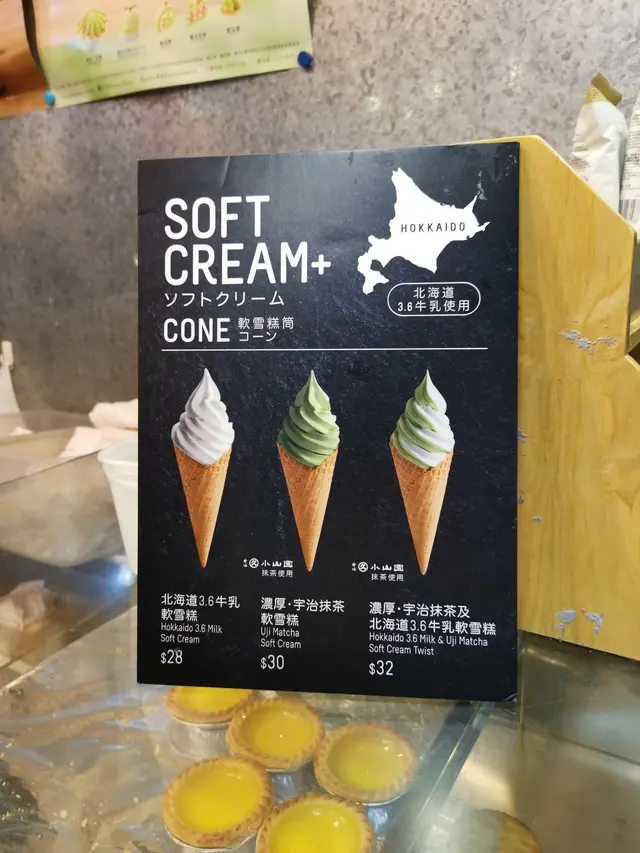 SOFT
CREAM+
ソフトクリーム
HOKKAIDO
北海道
3.6牛乳使用
CONE 軟雪糕筒
コーン
小山園
抹茶使用
小山園
抹茶使用
北海道3.6牛乳
軟雪糕
Hokkaido 3.6 Milk
Soft Cream
$28
濃厚·宇治抹茶
軟雪糕
Uji Matcha
Soft Cream
$30
濃厚·宇治抹茶及
北海道3.6牛乳軟雪糕
Hokkaido 3.6 Milk & Uji Matcha
Soft Cream Twist
$32